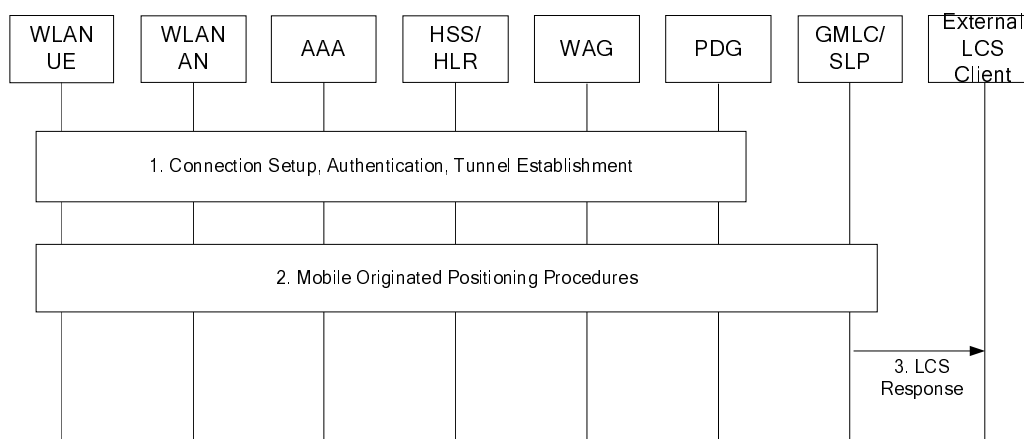 WLAN
UE
WLAN
AN
AAA
HSS/
HLR
WAG
PDG
GMLC/
SLP
External
LCS
Client
1. Connection Setup, Authentication, Tunnel Establishment
2. Mobile Originated Positioning Procedures
3. LCS
Response